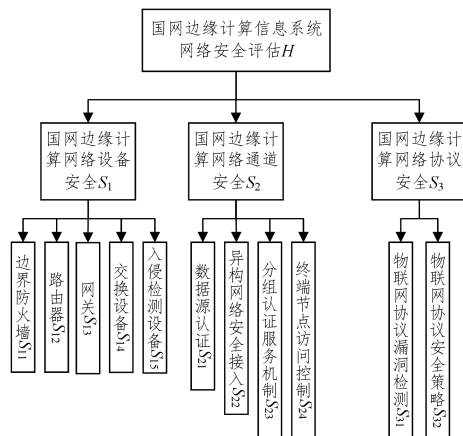 国网边缘计算信息系统
网络安全评估H
国网边缘计
算网络设备
安全S1
国网边缘计
算网络通道
安全S2
国网边缘计
算网络协议
安全S3
边界防火墙S11
路由器S12
网关S13
交换设备S14
入侵检测设备S15
数据源认证S21
异构网络安全接入S22
分组认证服务机制S23
终端节点访问控制S24
物联网协议漏洞检测S31
物联网协议安全策略S32